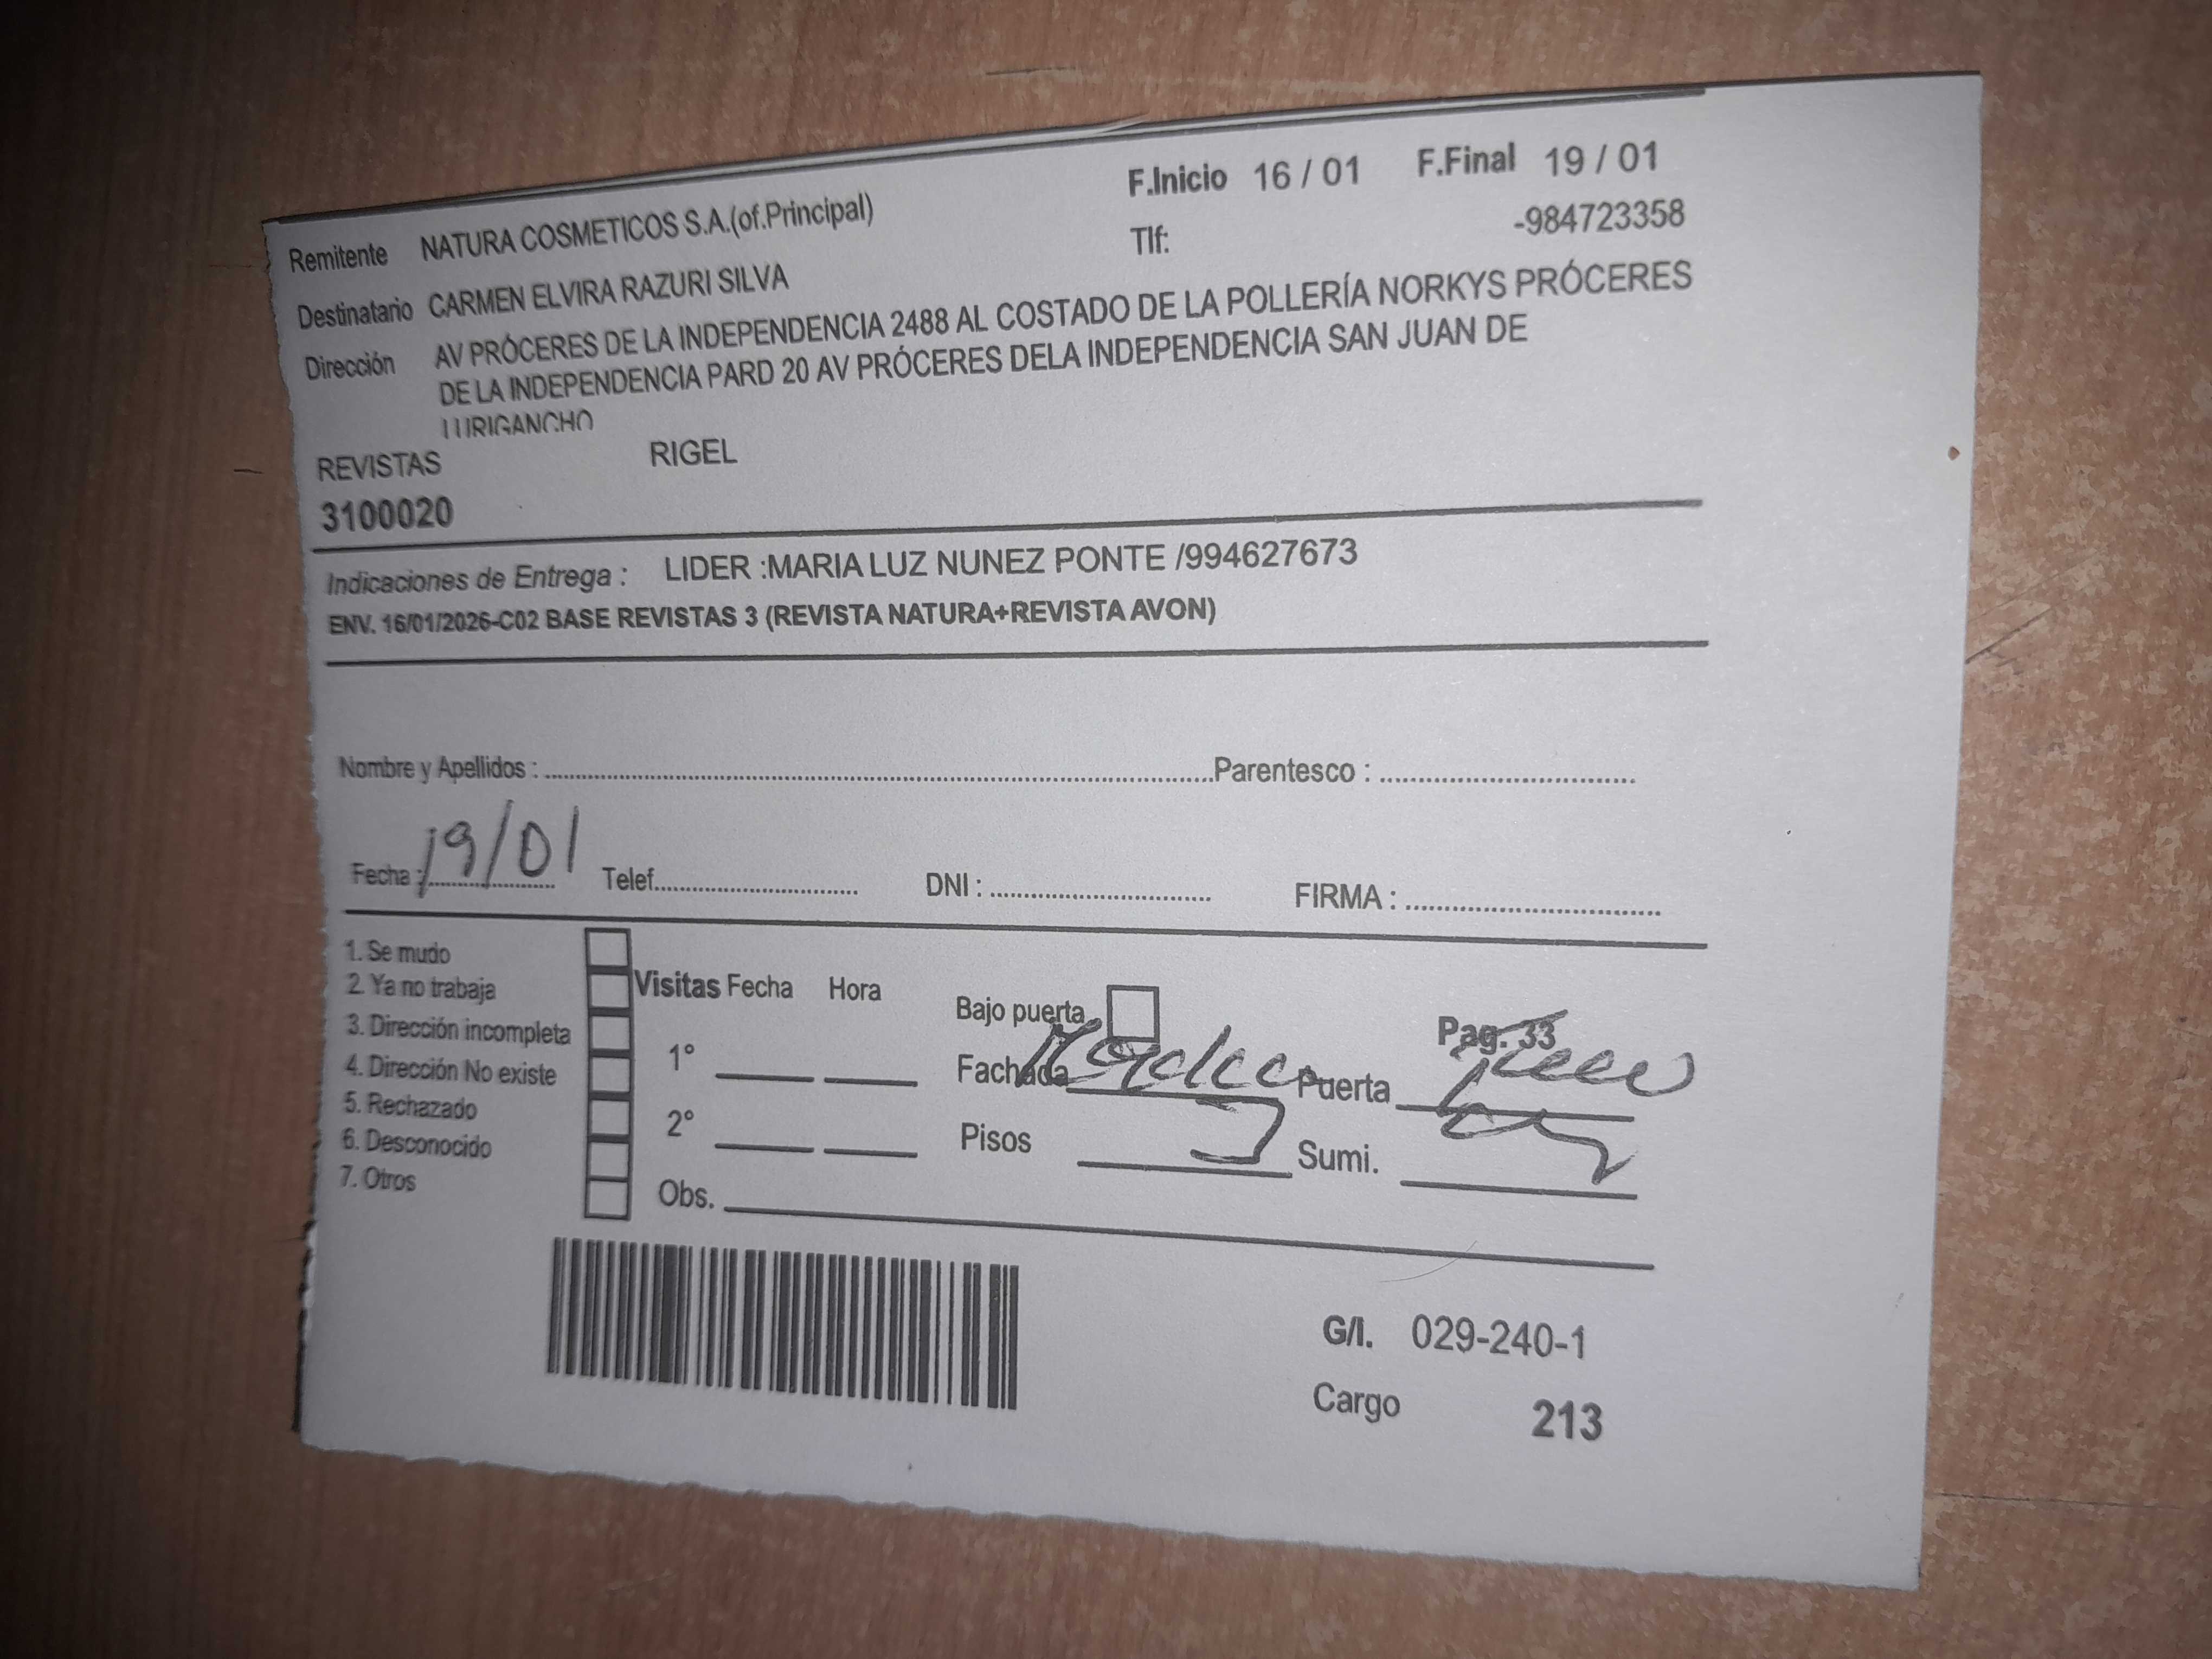 F.Inicio 16 / 01 F.Final 19 / 01
Remitente NATURA COSMETICOS S.A.(of.Principal) Tlf: -984723358
Destinatario CARMEN ELVIRA RAZURI SILVA
Dirección AV PRÓCERES DE LA INDEPENDENCIA 2488 AL COSTADO DE LA POLLERÍA NORKYS PRÓCERES
DE LA INDEPENDENCIA PARD 20 AV PRÓCERES DELA INDEPENDENCIA SAN JUAN DE
LURIGANCHO
REVISTAS RIGEL
3100020
Indicaciones de Entrega : LIDER :MARIA LUZ NUNEZ PONTE /994627673
ENV. 16/01/2026-C02 BASE REVISTAS 3 (REVISTA NATURA+REVISTA AVON)
Nombre y Apellidos : Parentesco :
Fecha : 19/01 Telef. DNI : FIRMA :
1. Se mudo
2. Ya no trabaja
3. Dirección incompleta
4. Dirección No existe
5. Rechazado
6. Desconocido
7. Otros
Visitas Fecha Hora
1°
2°
Obs.
Bajo puerta Pag. 33
Fachada Puerta
Pisos Sumi.
G/I. 029-240-1
Cargo 213